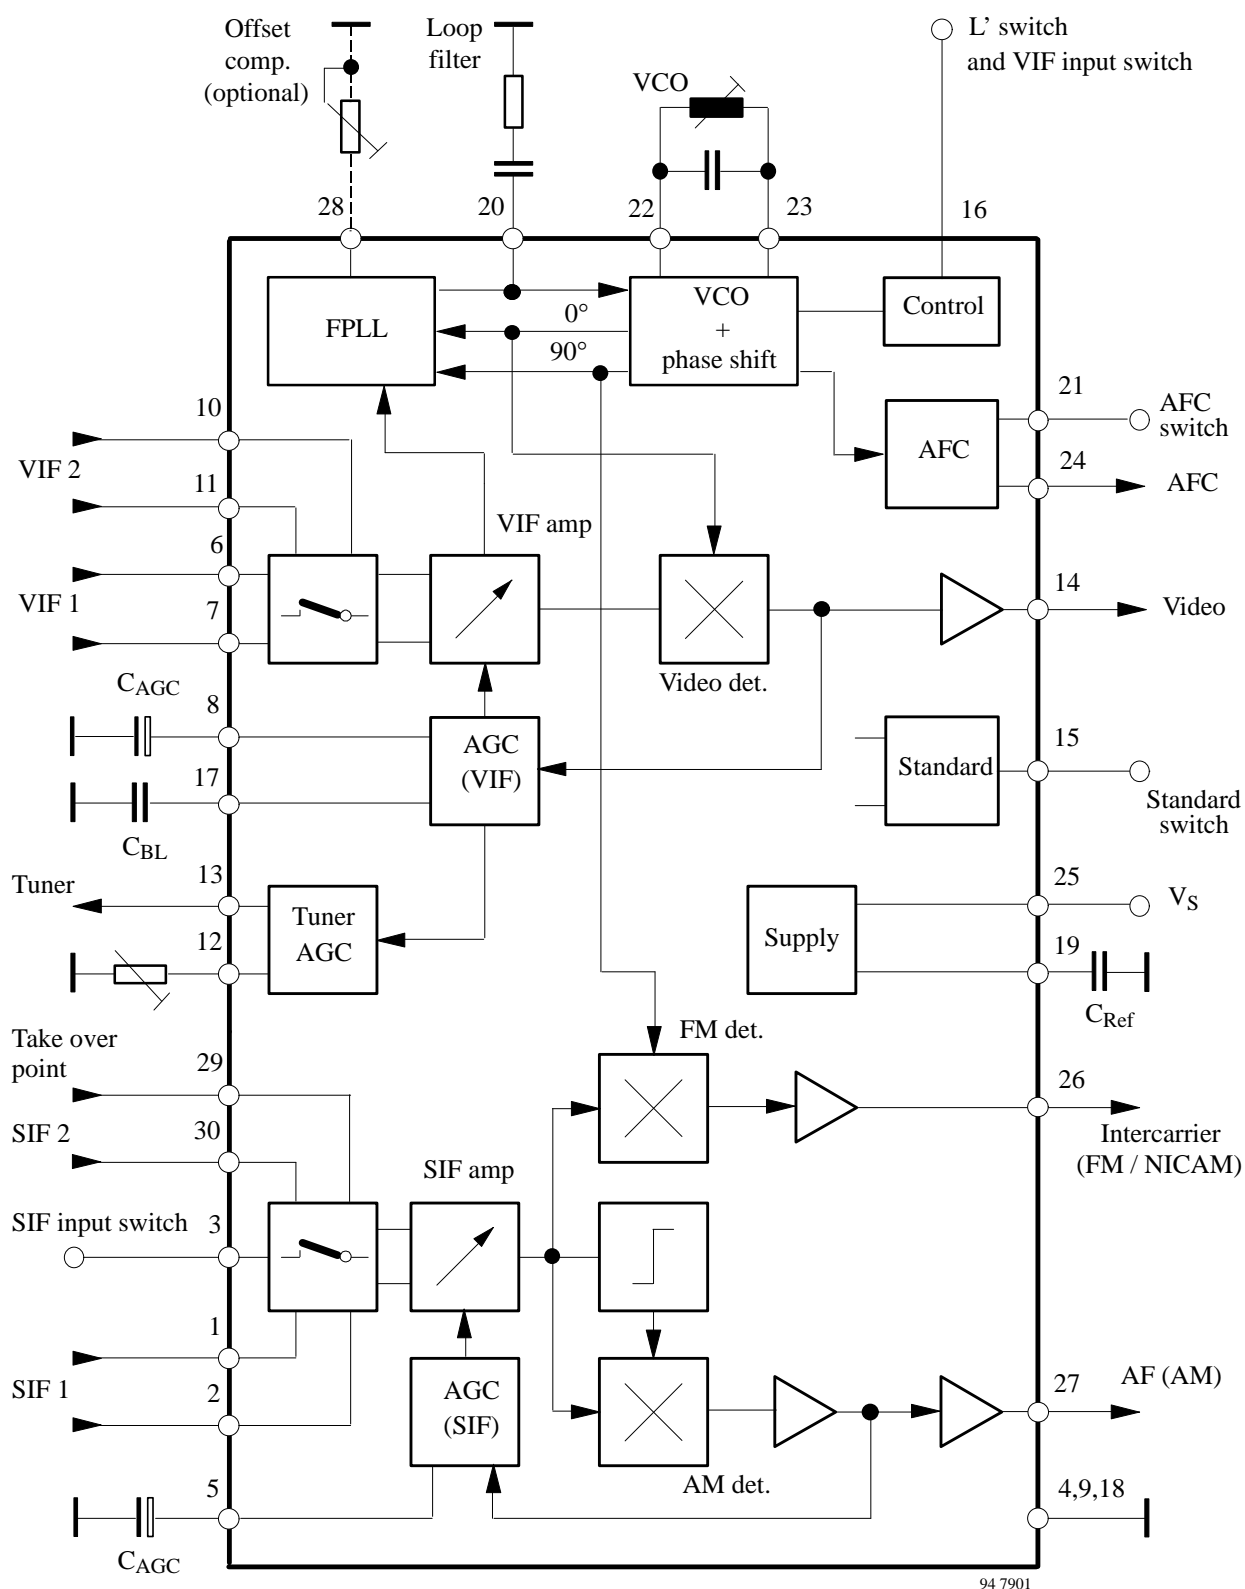 Offset
comp.
(optional)
Loop
filter
VCO
L' switch
and VIF input switch
28
20
22
23
16
FPLL
0°
90°
VCO
+
phase shift
Control
10
VIF 2
11
21
AFC
switch
AFC
24
AFC
VIF amp
6
VIF 1
7
14
Video
Video det.
CAGC
8
AGC
(VIF)
17
CBL
Standard
15
Standard
switch
Tuner
13
Tuner
AGC
12
25
VS
Supply
19
CRef
Take over
point
FM det.
29
SIF 2
30
26
Intercarrier
(FM / NICAM)
SIF amp
SIF input switch
3
1
SIF 1
2
AGC
(SIF)
27
AF (AM)
AM det.
5
4,9,18
CAGC
94 7901